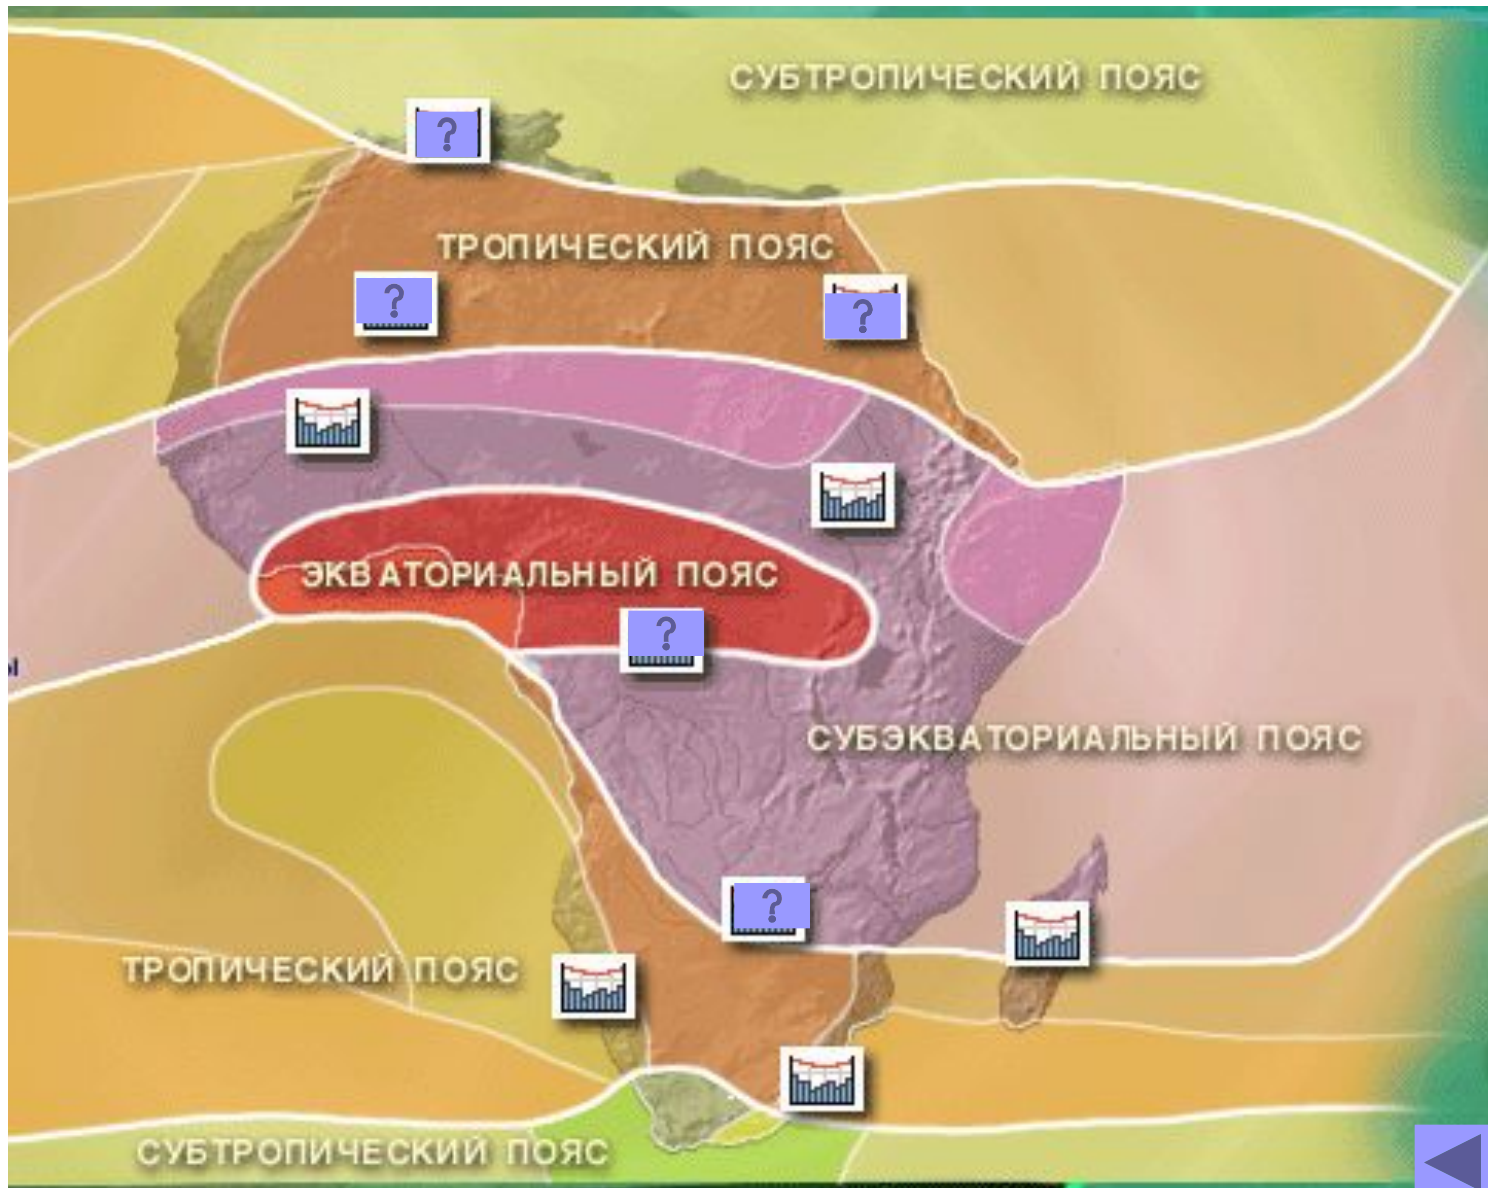 СУБТРОПИЧЕСКИЙ ПОЯС
?
ТРОПИЧЕСКИЙ ПОЯС
?
?
ЭКВАТОРИАЛЬНЫЙ ПОЯС
?
ы
СУБЭКВАТОРИАЛЬНЫЙ ПОЯС
?
ТРОПИЧЕСКИЙ ПОЯС
СУБТРОПИЧЕСКИЙ ПОЯС